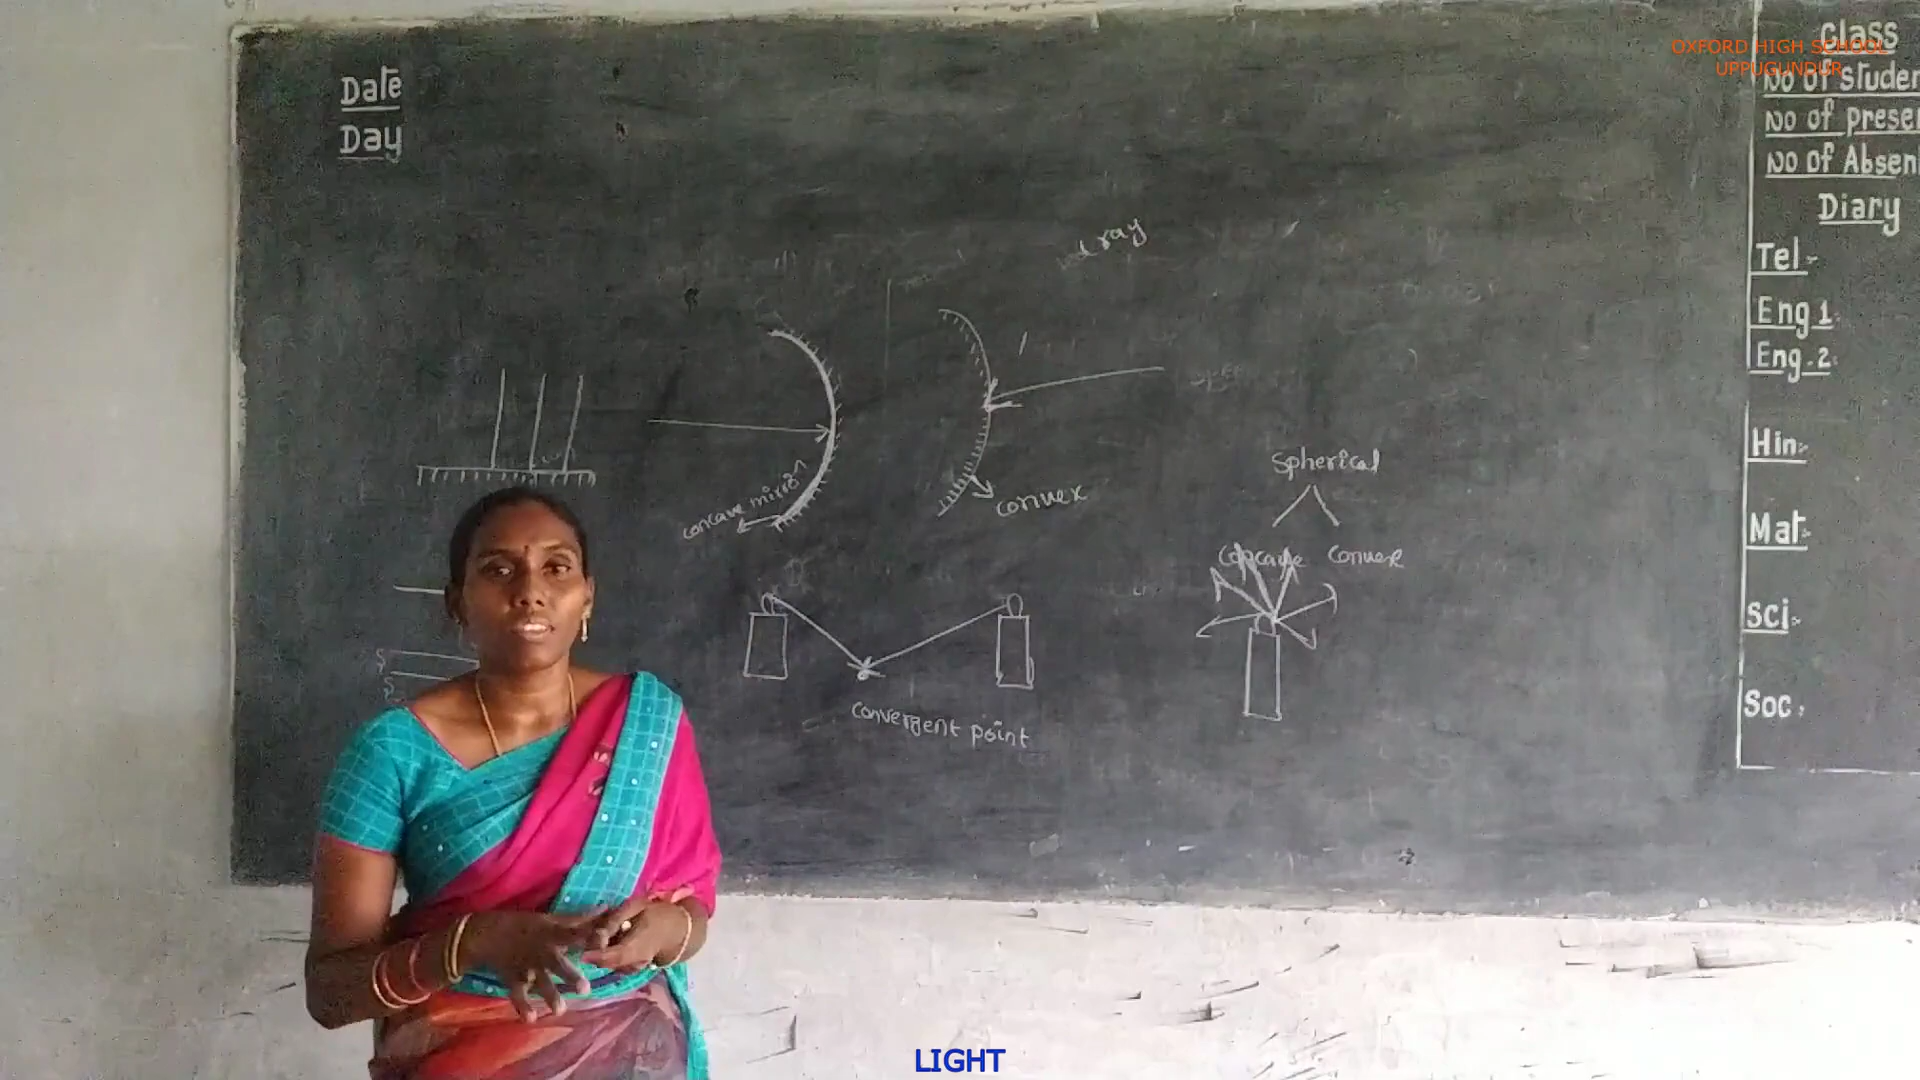 Date
Day
Class
OXFORD HIGH SCHOOL
UPPUGUNDUR
No of studen
No of presen
No of Absen
Diary
Tel
Eng 1
Eng. 2
Hin
Mat
Sci
Soc
ray
concave mirror
convex
Spherical
Concave convex
convergent point
S
S
LIGHT